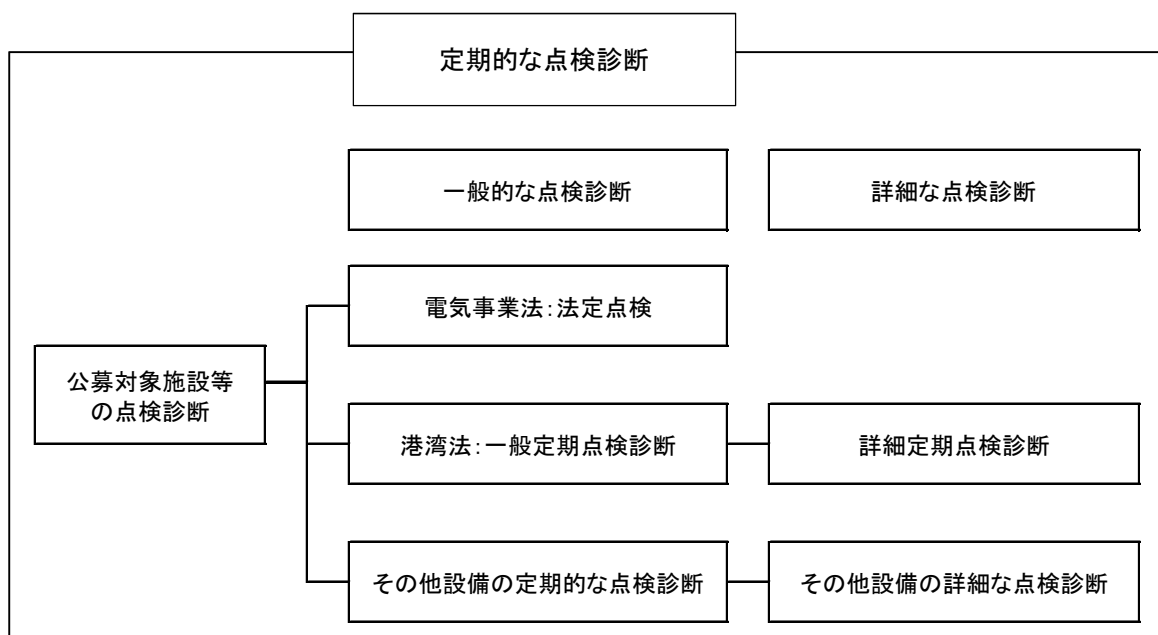 定期的な点検診断
一般的な点検診断
詳細な点検診断
電気事業法：法定点検
公募対象施設等
の点検診断
港湾法：一般定期点検診断
詳細定期点検診断
その他設備の定期的な点検診断
その他設備の詳細な点検診断